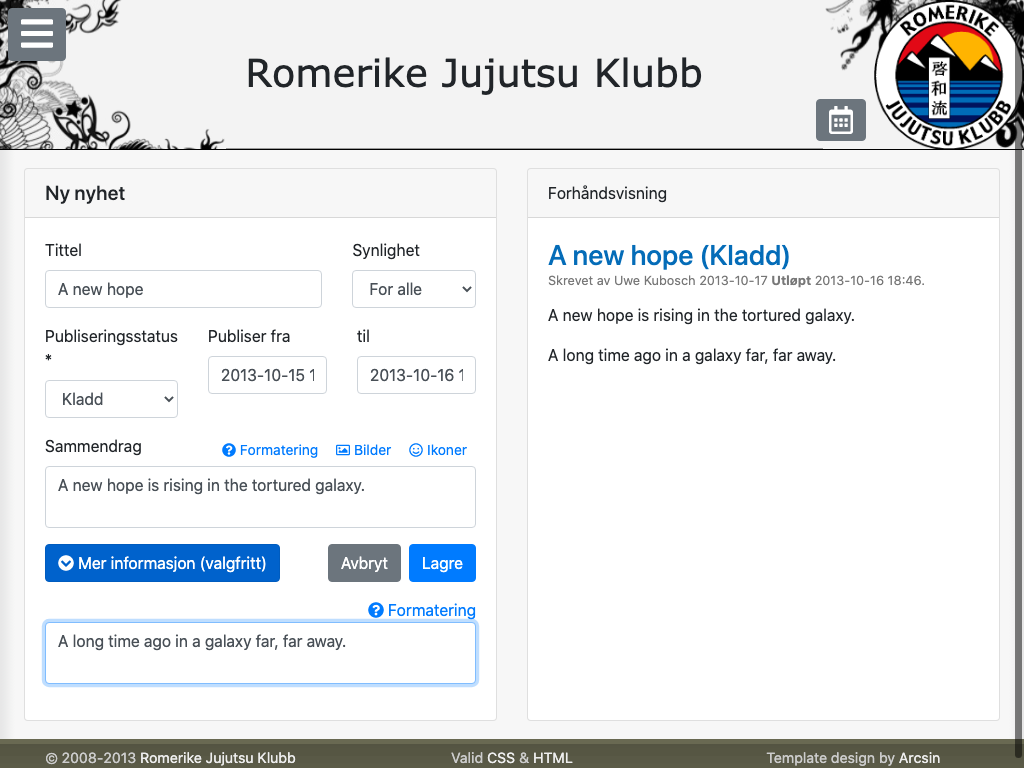 Romerike Jujutsu Klubb
ROMERIKE
啓和流
JUJUTSU KLUBB
Ny nyhet
Tittel
Synlighet
A new hope
For alle
Publiseringsstatus
*
Publiser fra
til
Kladd
2013-10-15 1
2013-10-16 1
Sammendrag
Formatering
Bilder
Ikoner
A new hope is rising in the tortured galaxy.
Mer informasjon (valgfritt)
Avbryt
Lagre
Formatering
A long time ago in a galaxy far, far away.
Forhåndsvisning
A new hope (Kladd)
Skrevet av Uwe Kubosch 2013-10-17 Utløpt 2013-10-16 18:46.
A new hope is rising in the tortured galaxy.
A long time ago in a galaxy far, far away.
© 2008-2013 Romerike Jujutsu Klubb
Valid CSS & HTML
Template design by Arcsin